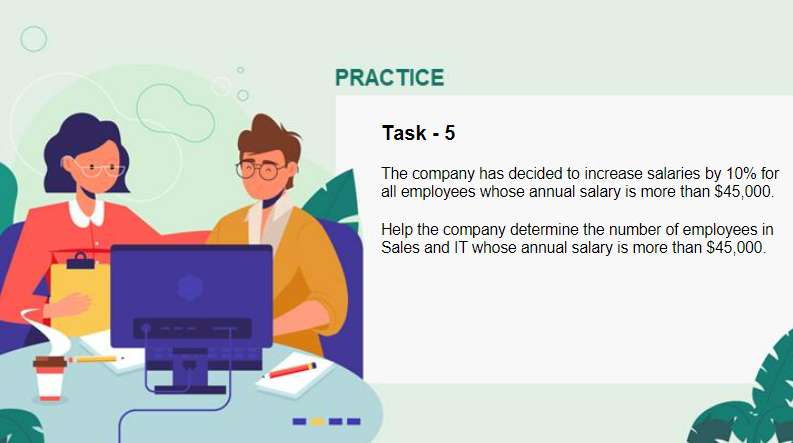 PRACTICE
Task - 5
The company has decided to increase salaries by 10% for
all employees whose annual salary is more than $45,000.
Help the company determine the number of employees in
Sales and IT whose annual salary is more than $45,000.